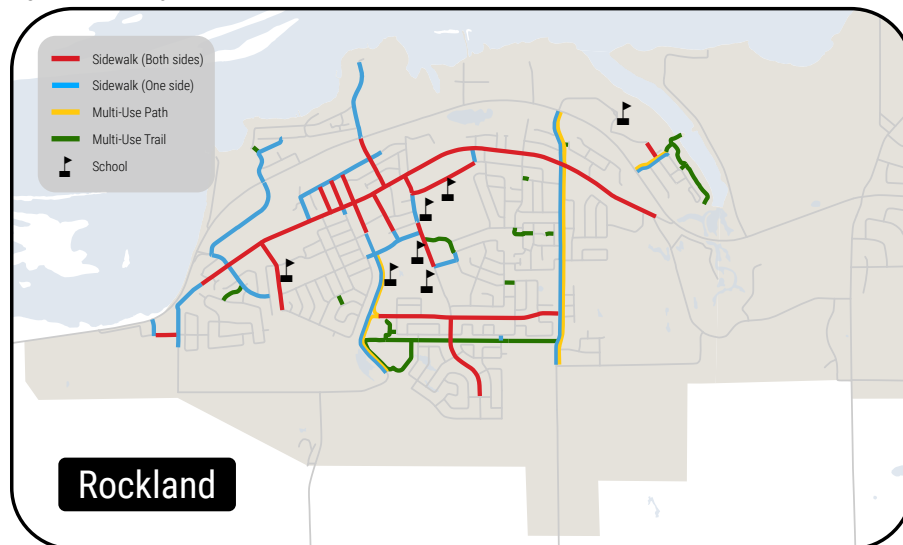 Sidewalk (Both sides)
Sidewalk (One side)
Multi-Use Path
Multi-Use Trail
School
Rockland